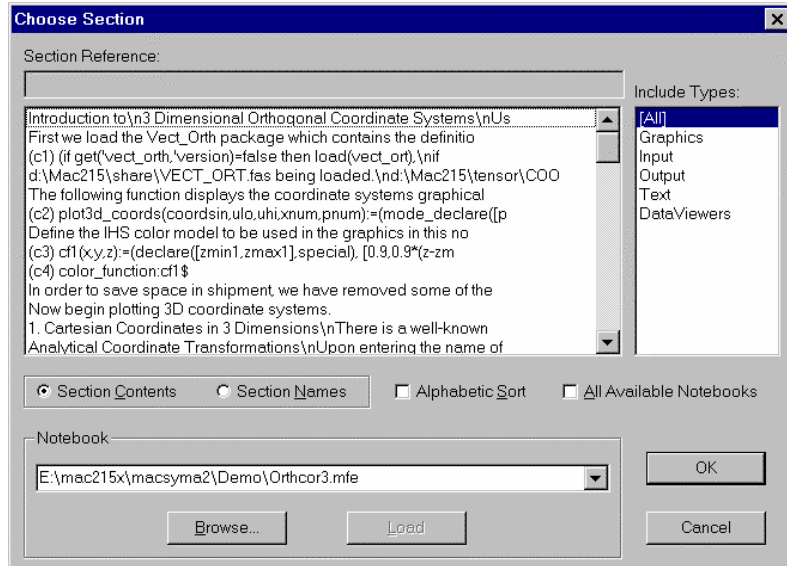 Choose Section
Section Reference:
Include Types:
Introduction to\n3 Dimensional Orthogonal Coordinate Systems\nUs
First we load the Vect_Orth package which contains the definitio
(c1) (if get('vect_orth,'version)=false then load(vect_ort),\nif
d:\Mac215\share\VECT_ORT.fas being loaded.\nd:\Mac215\tensor\COO
The following function displays the coordinate systems graphical
(c2) plot3d_coords(coordsin,ulo,uhi,xnum,pnum):=(mode_declare([p
Define the IHS color model to be used in the graphics in this no
(c3) cf1(x,y,z):=(declare([zmin1,zmax1],special), [0.9,0.9*(z-zm
(c4) color_function:cf1$
In order to save space in shipment, we have removed some of the
Now begin plotting 3D coordinate systems.
1. Cartesian Coordinates in 3 Dimensions\nThere is a well-known
Analytical Coordinate Transformations\nUpon entering the name of
[All]
Graphics
Input
Output
Text
DataViewers
Section Contents
Section Names
Alphabetic Sort
All Available Notebooks
Notebook
E:\mac215x\macsyma2\Demo\Orthcor3.mfe
Browse...
Load
OK
Cancel